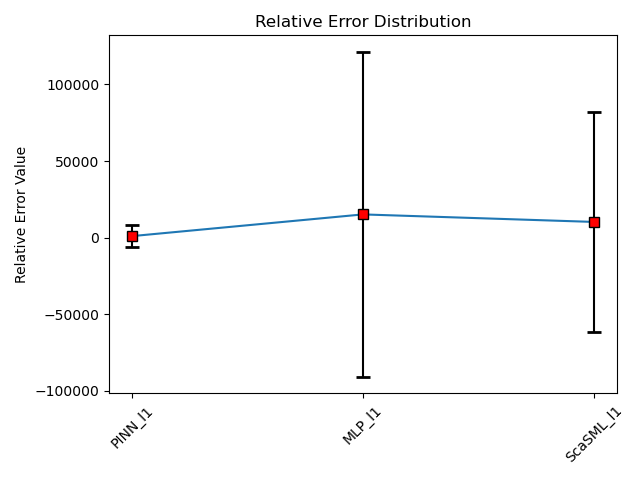 Relative Error Distribution
Relative Error Value
100000
50000
0
−50000
−100000
PINN_l1
MLP_l1
ScaSML_l1